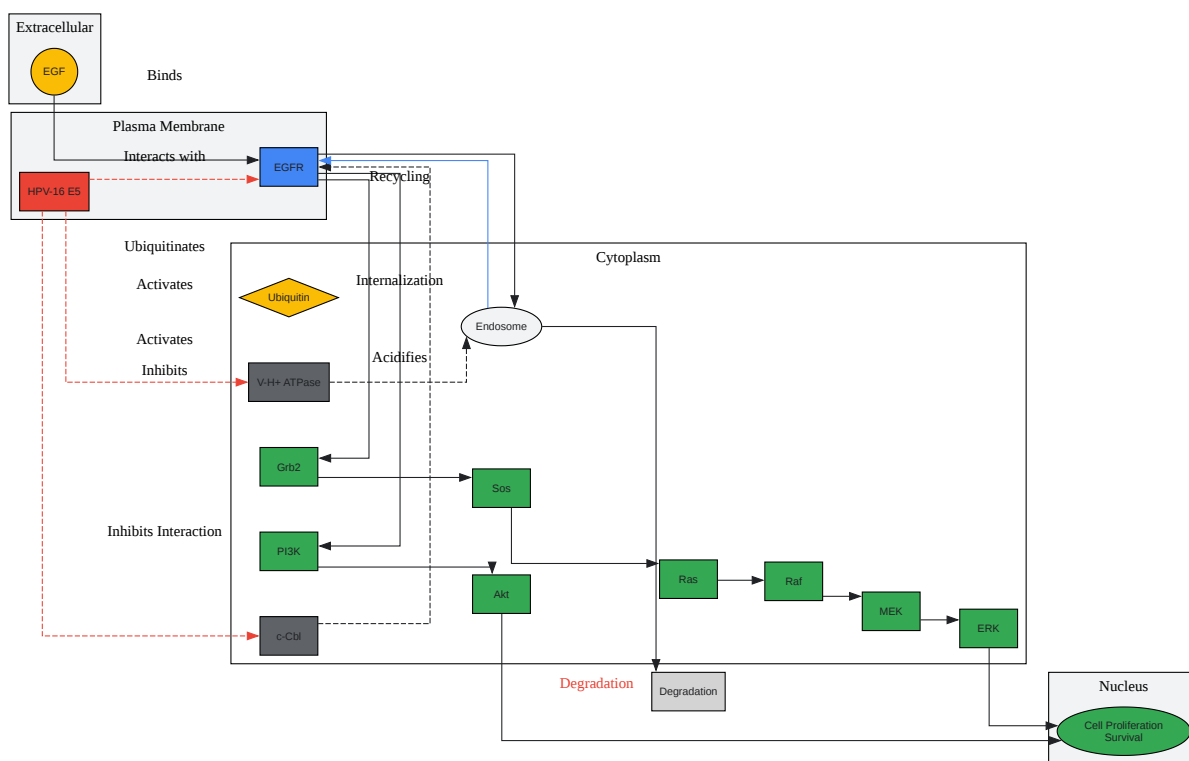 Extracellular
EGF
Binds
Plasma Membrane
Interacts with
EGFR
Recycling
HPV-16 E5
Ubiquitinates
Cytoplasm
Activates
Internalization
Ubiquitin
Endosome
Activates
Acidifies
Inhibits
V-H+ ATPase
Grb2
Sos
Inhibits Interaction
PI3K
Ras
Raf
Akt
MEK
ERK
c-Cbl
Degradation
Degradation
Nucleus
Cell Proliferation
Survival